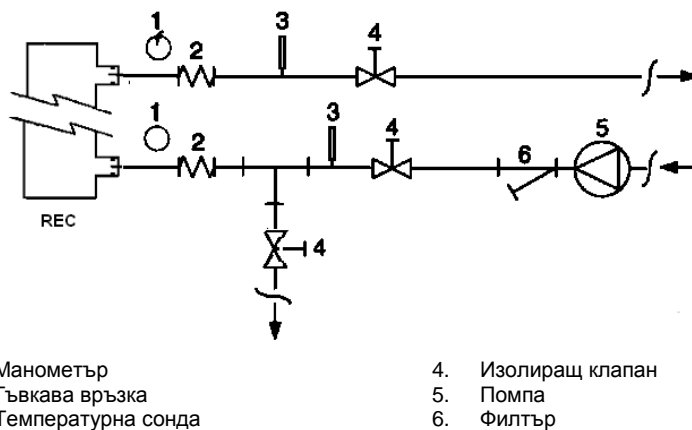 1
2
3
4
1
2
3
4
6
5
REC
4
Манометър
Гъвкава връзка
Температурна сонда
4. Изолиращ клапан
5. Помпа
6. Филтър